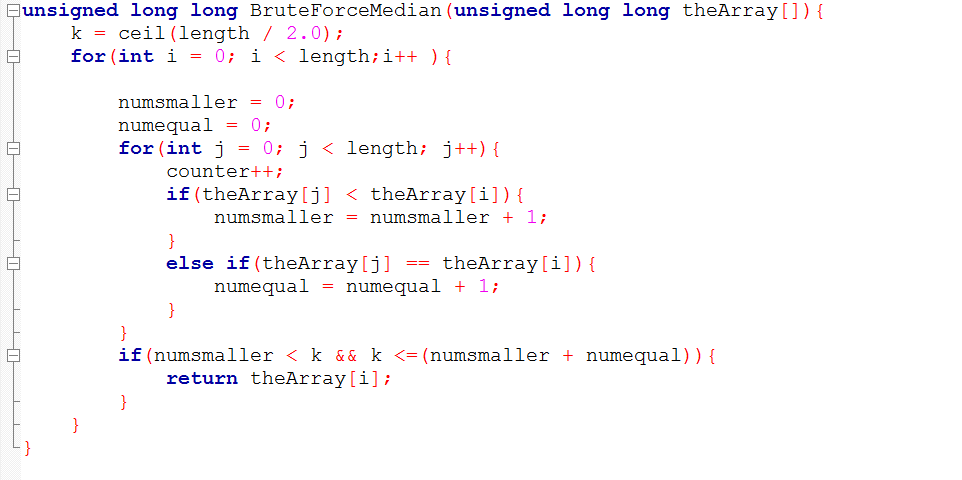 unsigned long long BruteForceMedian(unsigned long long theArray[]){
    k = ceil(length / 2.0);
    for(int i = 0; i < length;i++ ){

        numsmaller = 0;
        numequal = 0;
        for(int j = 0; j < length; j++){
            counter++;
            if(theArray[j] < theArray[i]){
                numsmaller = numsmaller + 1;
            }
            else if(theArray[j] == theArray[i]){
                numequal = numequal + 1;
            }
        }
        if(numsmaller < k && k <=(numsmaller + numequal)){
            return theArray[i];
        }
    }
}